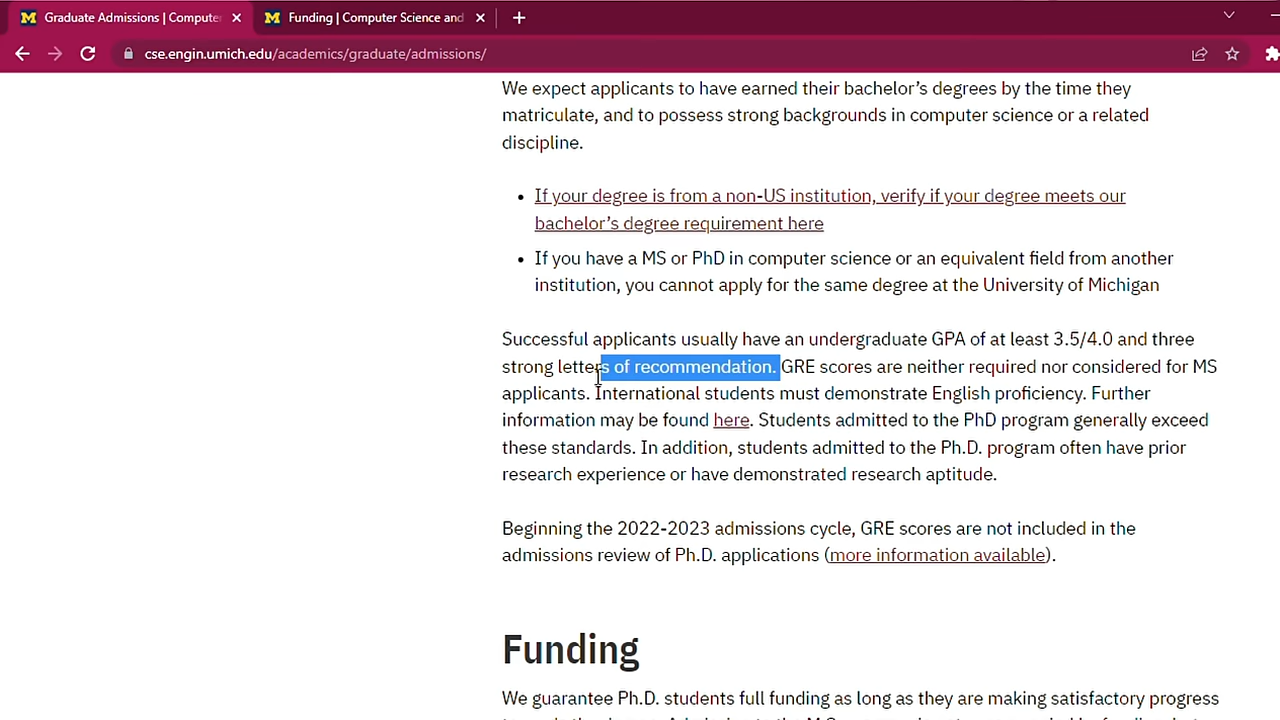 Graduate Admissions | Compute
Funding | Computer Science and
cse.engin.umich.edu/academics/graduate/admissions/
We expect applicants to have earned their bachelor's degrees by the time they
matriculate, and to possess strong backgrounds in computer science or a related
discipline.
• If your degree is from a non-US institution, verify if your degree meets our
bachelor's degree requirement here
• If you have a MS or PhD in computer science or an equivalent field from another
institution, you cannot apply for the same degree at the University of Michigan
Successful applicants usually have an undergraduate GPA of at least 3.5/4.0 and three
strong letters of recommendation. GRE scores are neither required nor considered for MS
applicants. International students must demonstrate English proficiency. Further
information may be found here. Students admitted to the PhD program generally exceed
these standards. In addition, students admitted to the Ph.D. program often have prior
research experience or have demonstrated research aptitude.
Beginning the 2022-2023 admissions cycle, GRE scores are not included in the
admissions review of Ph.D. applications (more information available).
Funding
We guarantee Ph.D. students full funding as long as they are making satisfactory progress